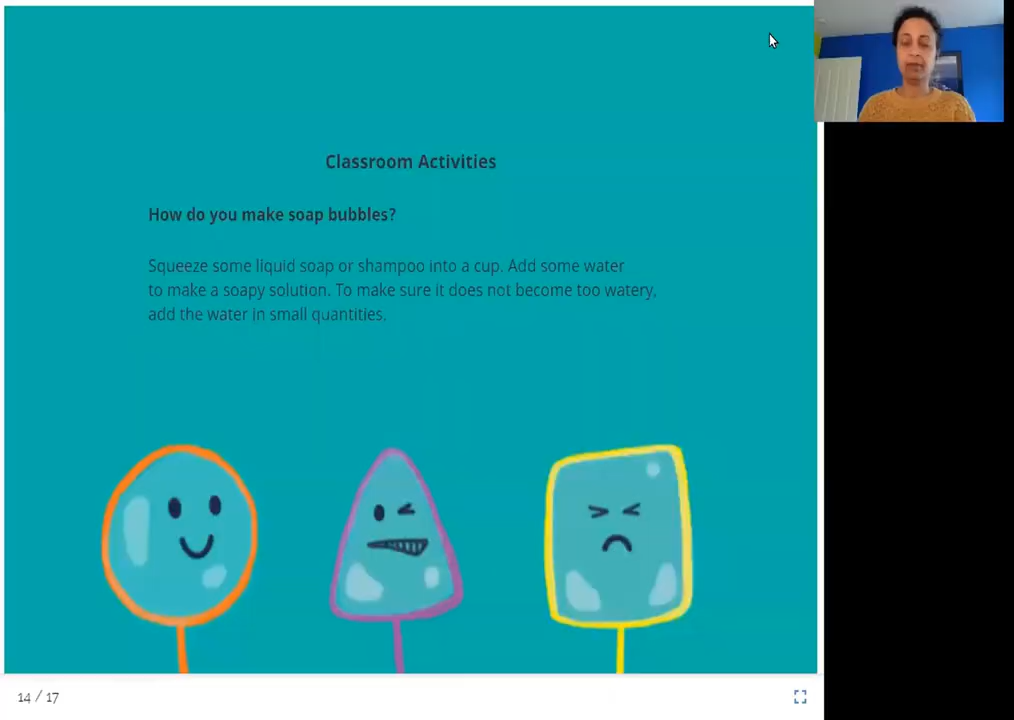 Classroom Activities
How do you make soap bubbles?
Squeeze some liquid soap or shampoo into a cup. Add some water
to make a soapy solution. To make sure it does not become too watery,
add the water in small quantities.
14 / 17